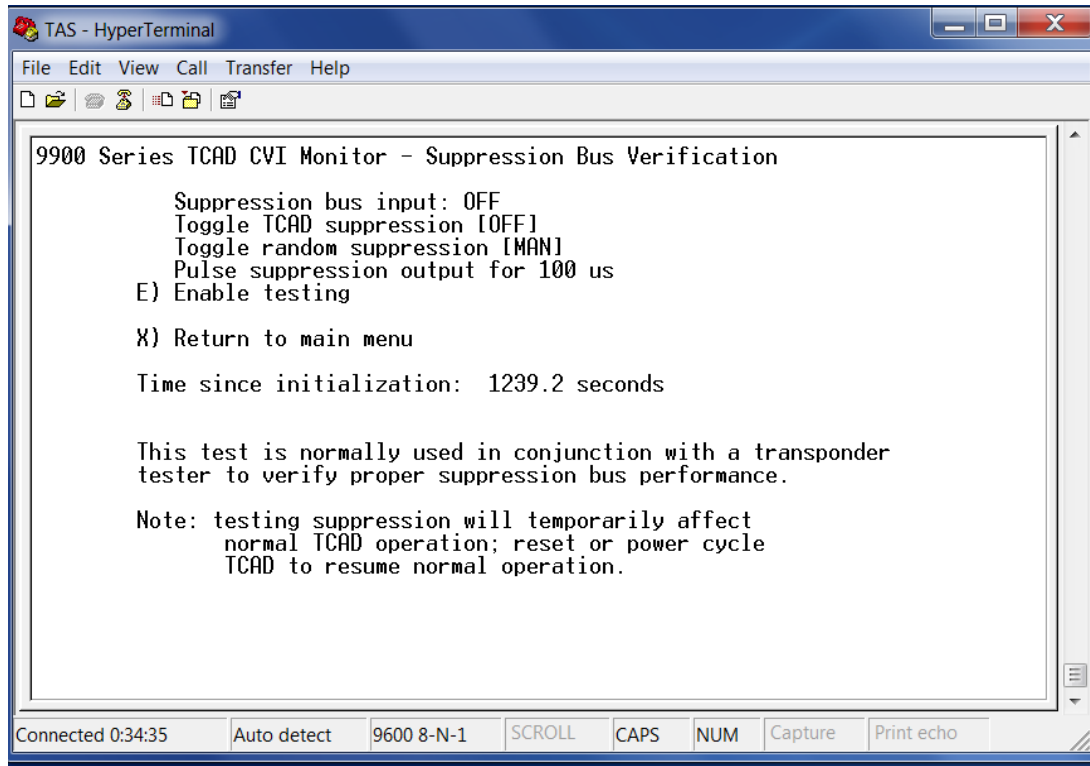 TAS - HyperTerminal
File Edit View Call Transfer Help
9900 Series TCAD CVI Monitor - Suppression Bus Verification
Suppression bus input: OFF
Toggle TCAD suppression [OFF]
Toggle random suppression [MAN]
Pulse suppression output for 100 us
E) Enable testing
X) Return to main menu
Time since initialization: 1239.2 seconds
This test is normally used in conjunction with a transponder
tester to verify proper suppression bus performance.
Note: testing suppression will temporarily affect
normal TCAD operation; reset or power cycle
TCAD to resume normal operation.
Connected 0:34:35 Auto detect 9600 8-N-1 SCROLL CAPS NUM Capture Print echo